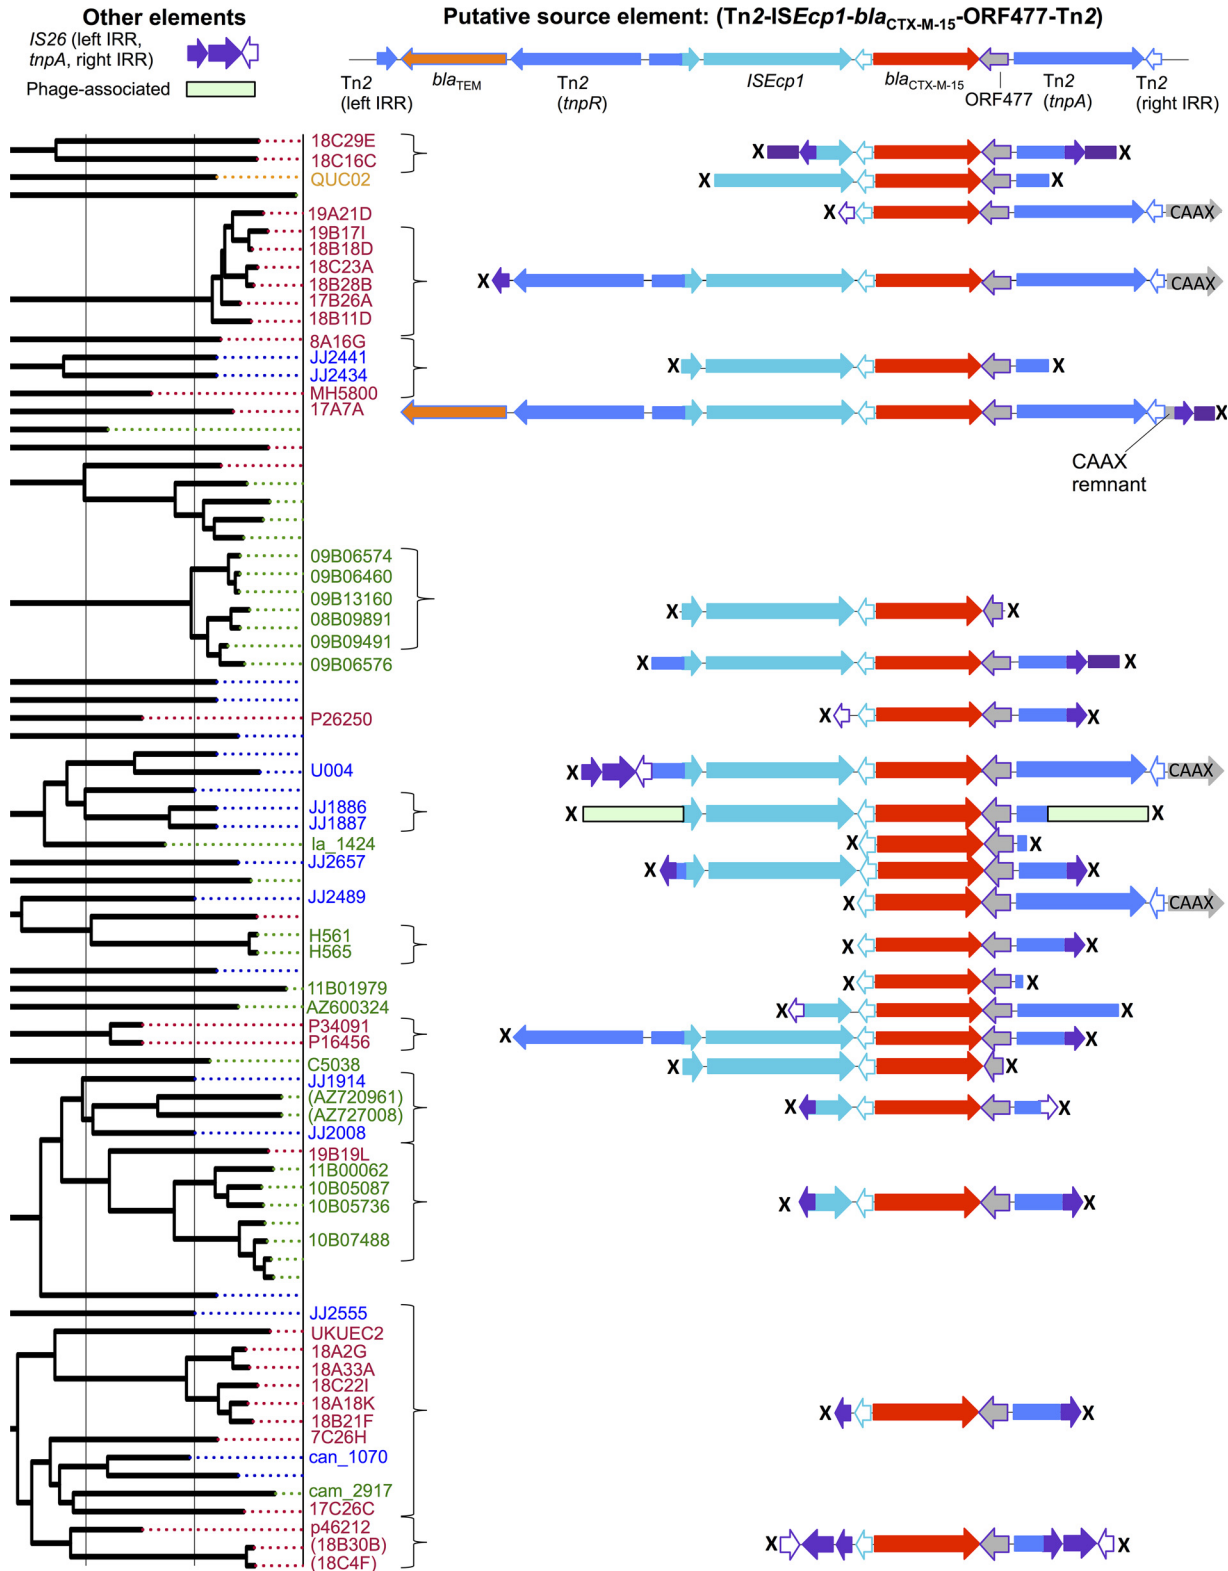 Other elements
Putative source element: (Tn2-ISEcp1-blaCTX-M-15-ORF477-Tn2)
IS26 (left IRR,
tnpA, right IRR)
Phage-associated
Tn2
(left IRR)
blaTEM
Tn2
(tnpR)
ISEcp1
blaCTX-M-15
ORF477
Tn2
(tnpA)
Tn2
(right IRR)
18C29E
X X
18C16C
QUC02
X X
19A21D
X CAAX
19B17I
18B18D
18C23A
X CAAX
18B28B
17B26A
18B11D
8A16G
JJ2441
X X
JJ2434
MH5800
17A7A
X
CAAX
remnant
09B06574
09B06460
09B13160
X X
08B09891
09B09491
09B06576
X X
P26250
X X
U004
X CAAX
JJ1886
X X
JJ1887
la_1424
X X
JJ2657
X X
JJ2489
X CAAX
H561
X X
H565
11B01979
X X
AZ600324
X X
P34091
X X
P16456
C5038
X X
JJ1914
(AZ720961)
X X
(AZ727008)
JJ2008
19B19L
11B00062
10B05087
X X
10B05736
10B07488
JJ2555
UKUEC2
18A2G
18A33A
18C22I
18A18K
X X
18B21F
7C26H
can_1070
cam_2917
17C26C
p46212
X X
(18B30B)
(18C4F)